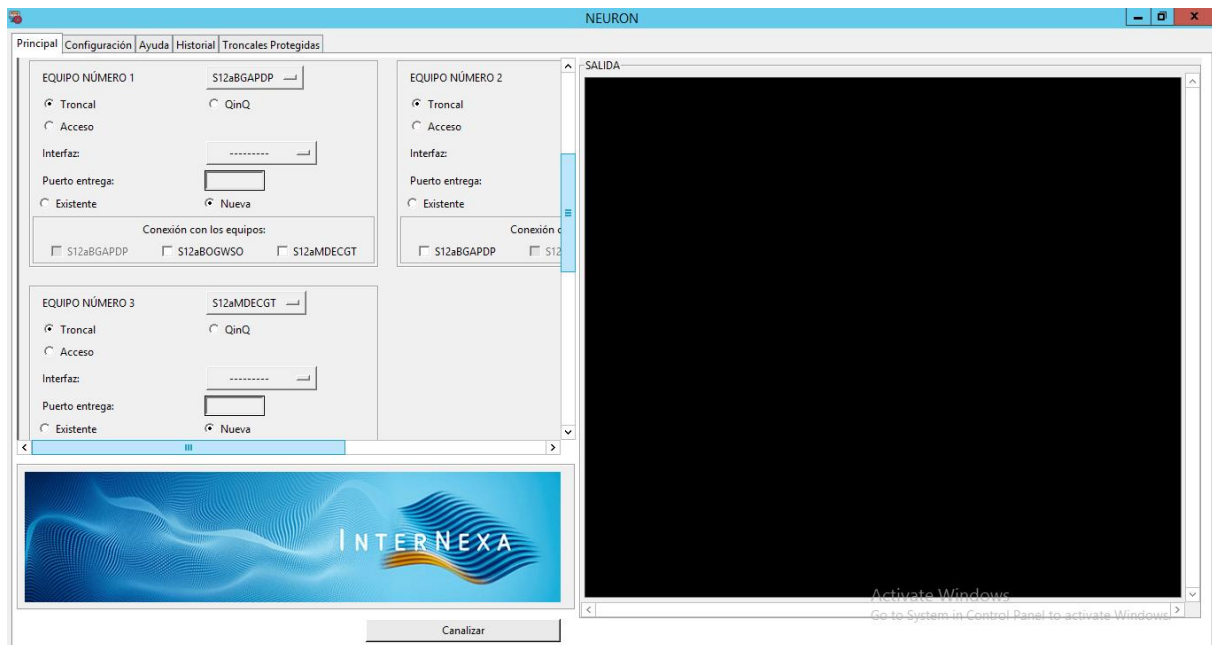 NEURON
Principal Configuración Ayuda Historial Troncales Protegidas
EQUIPO NÚMERO 1 S12aBGAPDP
Troncal QinQ
Acceso
Interfaz: ---------
Puerto entrega:
Existente Nueva
Conexión con los equipos:
S12aBGAPDP S12aBOGWSO S12aMDECGT
EQUIPO NÚMERO 2
Troncal
Acceso
Interfaz:
Puerto entrega:
Existente
Conexión c
S12aBGAPDP S12
EQUIPO NÚMERO 3 S12aMDECGT
Troncal QinQ
Acceso
Interfaz: ---------
Puerto entrega:
Existente Nueva
INTERNEXA
Canalizar
SALIDA
Activate Windows
Go to System in Control Panel to activate Windows.